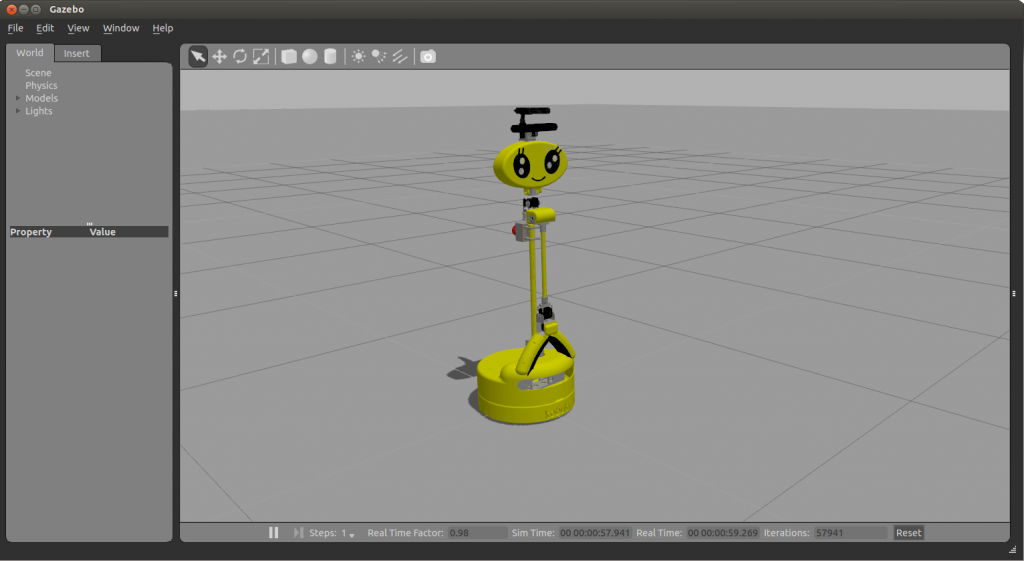 Gazebo
File Edit View Window Help
World Insert
Scene
Physics
Models
Lights
Property Value
Steps: 1 Real Time Factor: 0.98 Sim Time: 00 00:00:57.941 Real Time: 00 00:00:59.269 Iterations: 57941 Reset